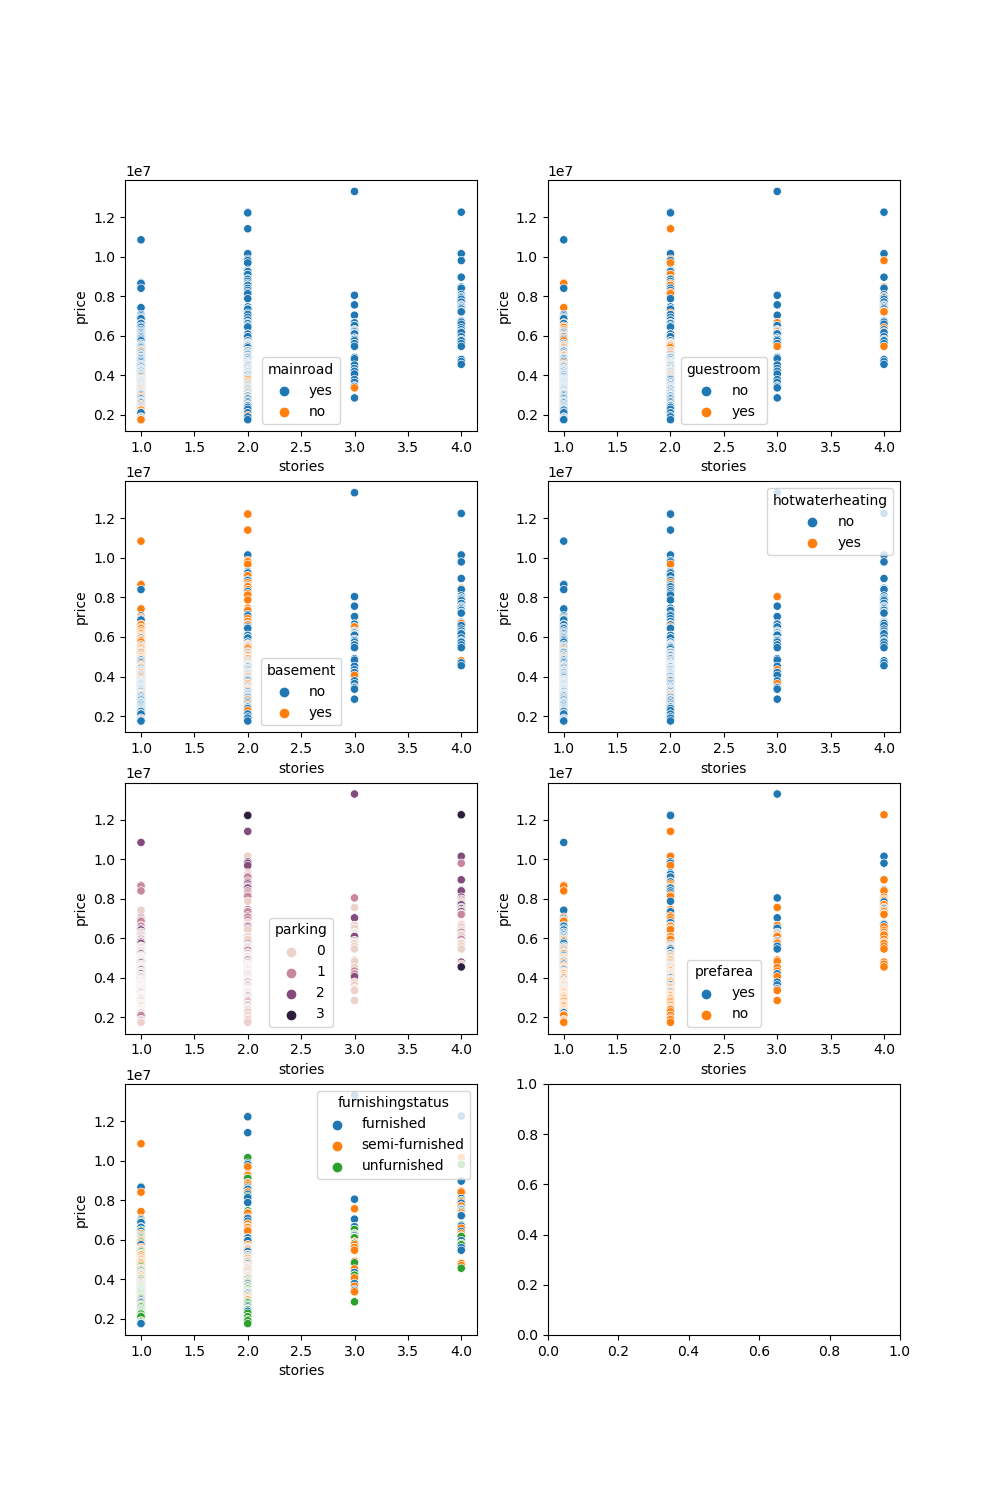 1e7
1.2
1.0
0.8
0.6
0.4
0.2
price
mainroad
yes
no
1.0 1.5 2.0 2.5 3.0 3.5 4.0
stories
1e7
1.2
1.0
0.8
0.6
0.4
0.2
price
guestroom
no
yes
1.0 1.5 2.0 2.5 3.0 3.5 4.0
stories
1e7
1.2
1.0
0.8
0.6
0.4
0.2
price
basement
no
yes
1.0 1.5 2.0 2.5 3.0 3.5 4.0
stories
1e7
1.2
1.0
0.8
0.6
0.4
0.2
price
hotwaterheating
no
yes
1.0 1.5 2.0 2.5 3.0 3.5 4.0
stories
1e7
1.2
1.0
0.8
0.6
0.4
0.2
price
parking
0
1
2
3
1.0 1.5 2.0 2.5 3.0 3.5 4.0
stories
1e7
1.2
1.0
0.8
0.6
0.4
0.2
price
prefarea
yes
no
1.0 1.5 2.0 2.5 3.0 3.5 4.0
stories
1e7
1.2
1.0
0.8
0.6
0.4
0.2
price
furnishingstatus
furnished
semi-furnished
unfurnished
1.0 1.5 2.0 2.5 3.0 3.5 4.0
stories
1.0
0.8
0.6
0.4
0.2
0.0
0.0 0.2 0.4 0.6 0.8 1.0